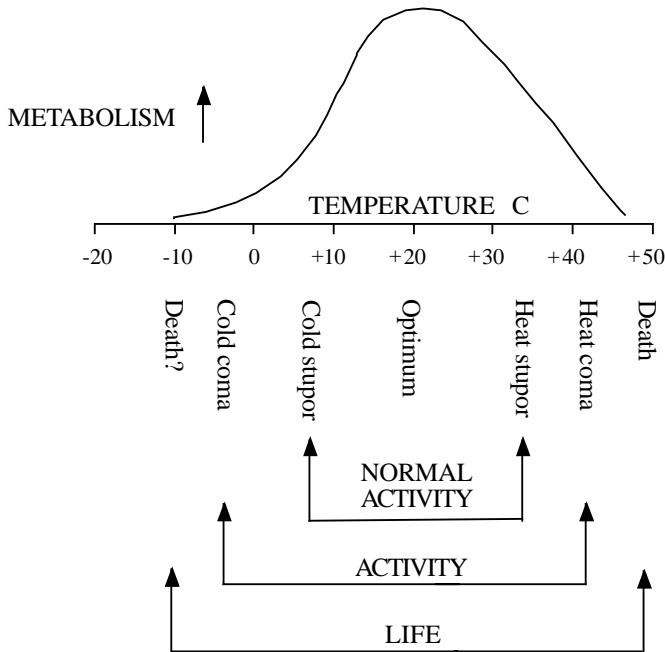 METABOLISM
TEMPERATURE C
-20 -10 0 +10 +20 +30 +40 +50
Death?
Cold coma
Cold stupor
Optimum
Heat stupor
Heat coma
Death
NORMAL
ACTIVITY
ACTIVITY
LIFE